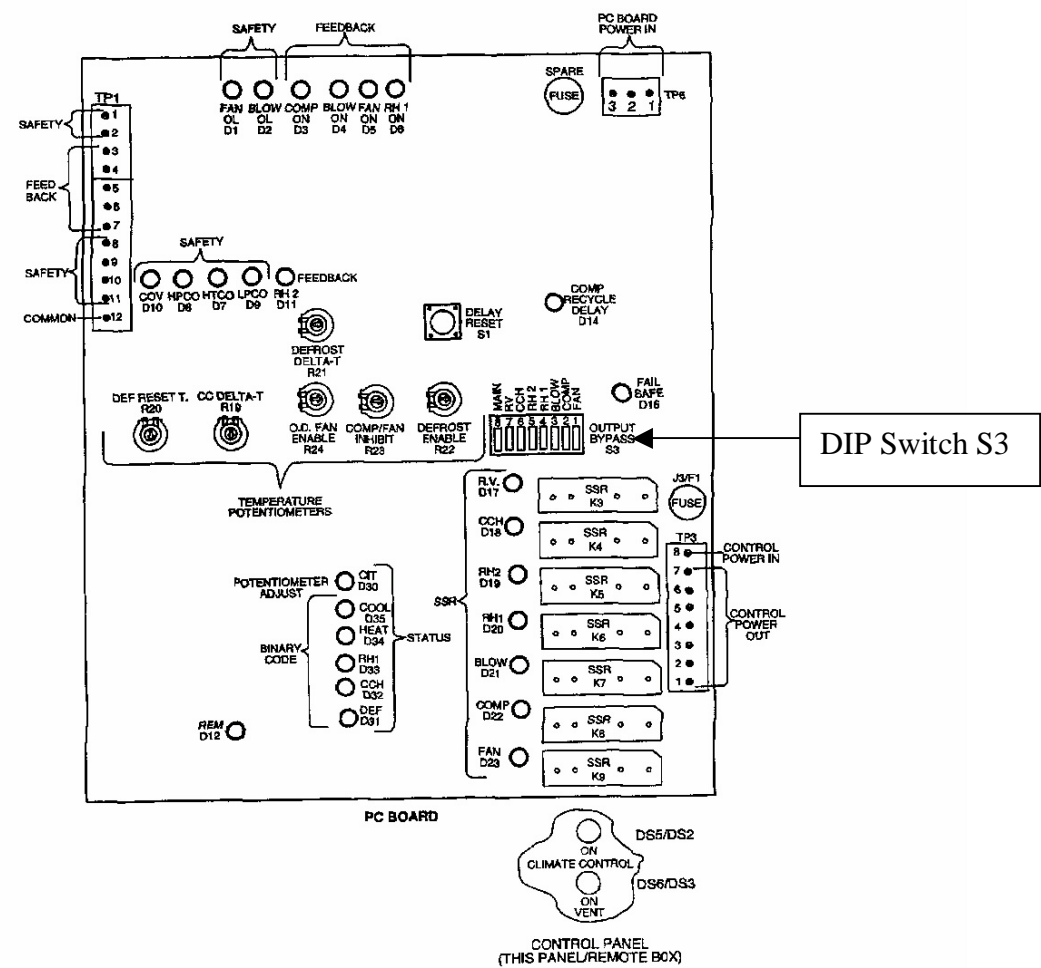 PC BOARD
POWER IN
SAFETY
FEEDBACK
SPARE
FUSE
3 2 1
TP6
FAN
OL
D1
BLOW
OL
D2
COMP
ON
D3
BLOW
ON
D4
FAN
ON
D5
RH 1
ON
D6
TP1
1
2
3
4
5
6
7
8
9
10
11
12
SAFETY
FEED
BACK
SAFETY
COMMON
SAFETY
COV
D10
HPCO
D8
HTCO
D7
LPCO
D9
RH 2
D11
FEEDBACK
DELAY
RESET
S1
COMP
RECYCLE
DELAY
D14
DEFROST
DELTA-T
R21
DEF RESET T.
R20
CC DELTA-T
R19
O.D. FAN
ENABLE
R24
COMP/FAN
INHIBIT
R23
DEFROST
ENABLE
R22
MAIN
RV
CCH
RH 2
RH 1
BLOW
COMP
FAN
8 7 6 5 4 3 2 1
OUTPUT
BYPASS
S3
FAIL
SAFE
D16
DIP Switch S3
TEMPERATURE
POTENTIOMETERS
R.V.
D17
SSR
K3
J3/F1
FUSE
CCH
D18
SSR
K4
TP3
8
7
6
5
4
3
2
1
CONTROL
POWER IN
CONTROL
POWER
OUT
RH2
D19
SSR
K5
SSR
RH1
D20
SSR
K6
BLOW
D21
SSR
K7
COMP
D22
SSR
K8
FAN
D23
SSR
K9
POTENTIOMETER
ADJUST
CIT
D30
COOL
D35
HEAT
D34
RH1
D33
CCH
D32
DEF
D31
BINARY
CODE
STATUS
REM
D12
PC BOARD
DS5/DS2
ON
CLIMATE CONTROL
DS6/DS3
ON
VENT
CONTROL PANEL
(THIS PANEL/REMOTE BOX)